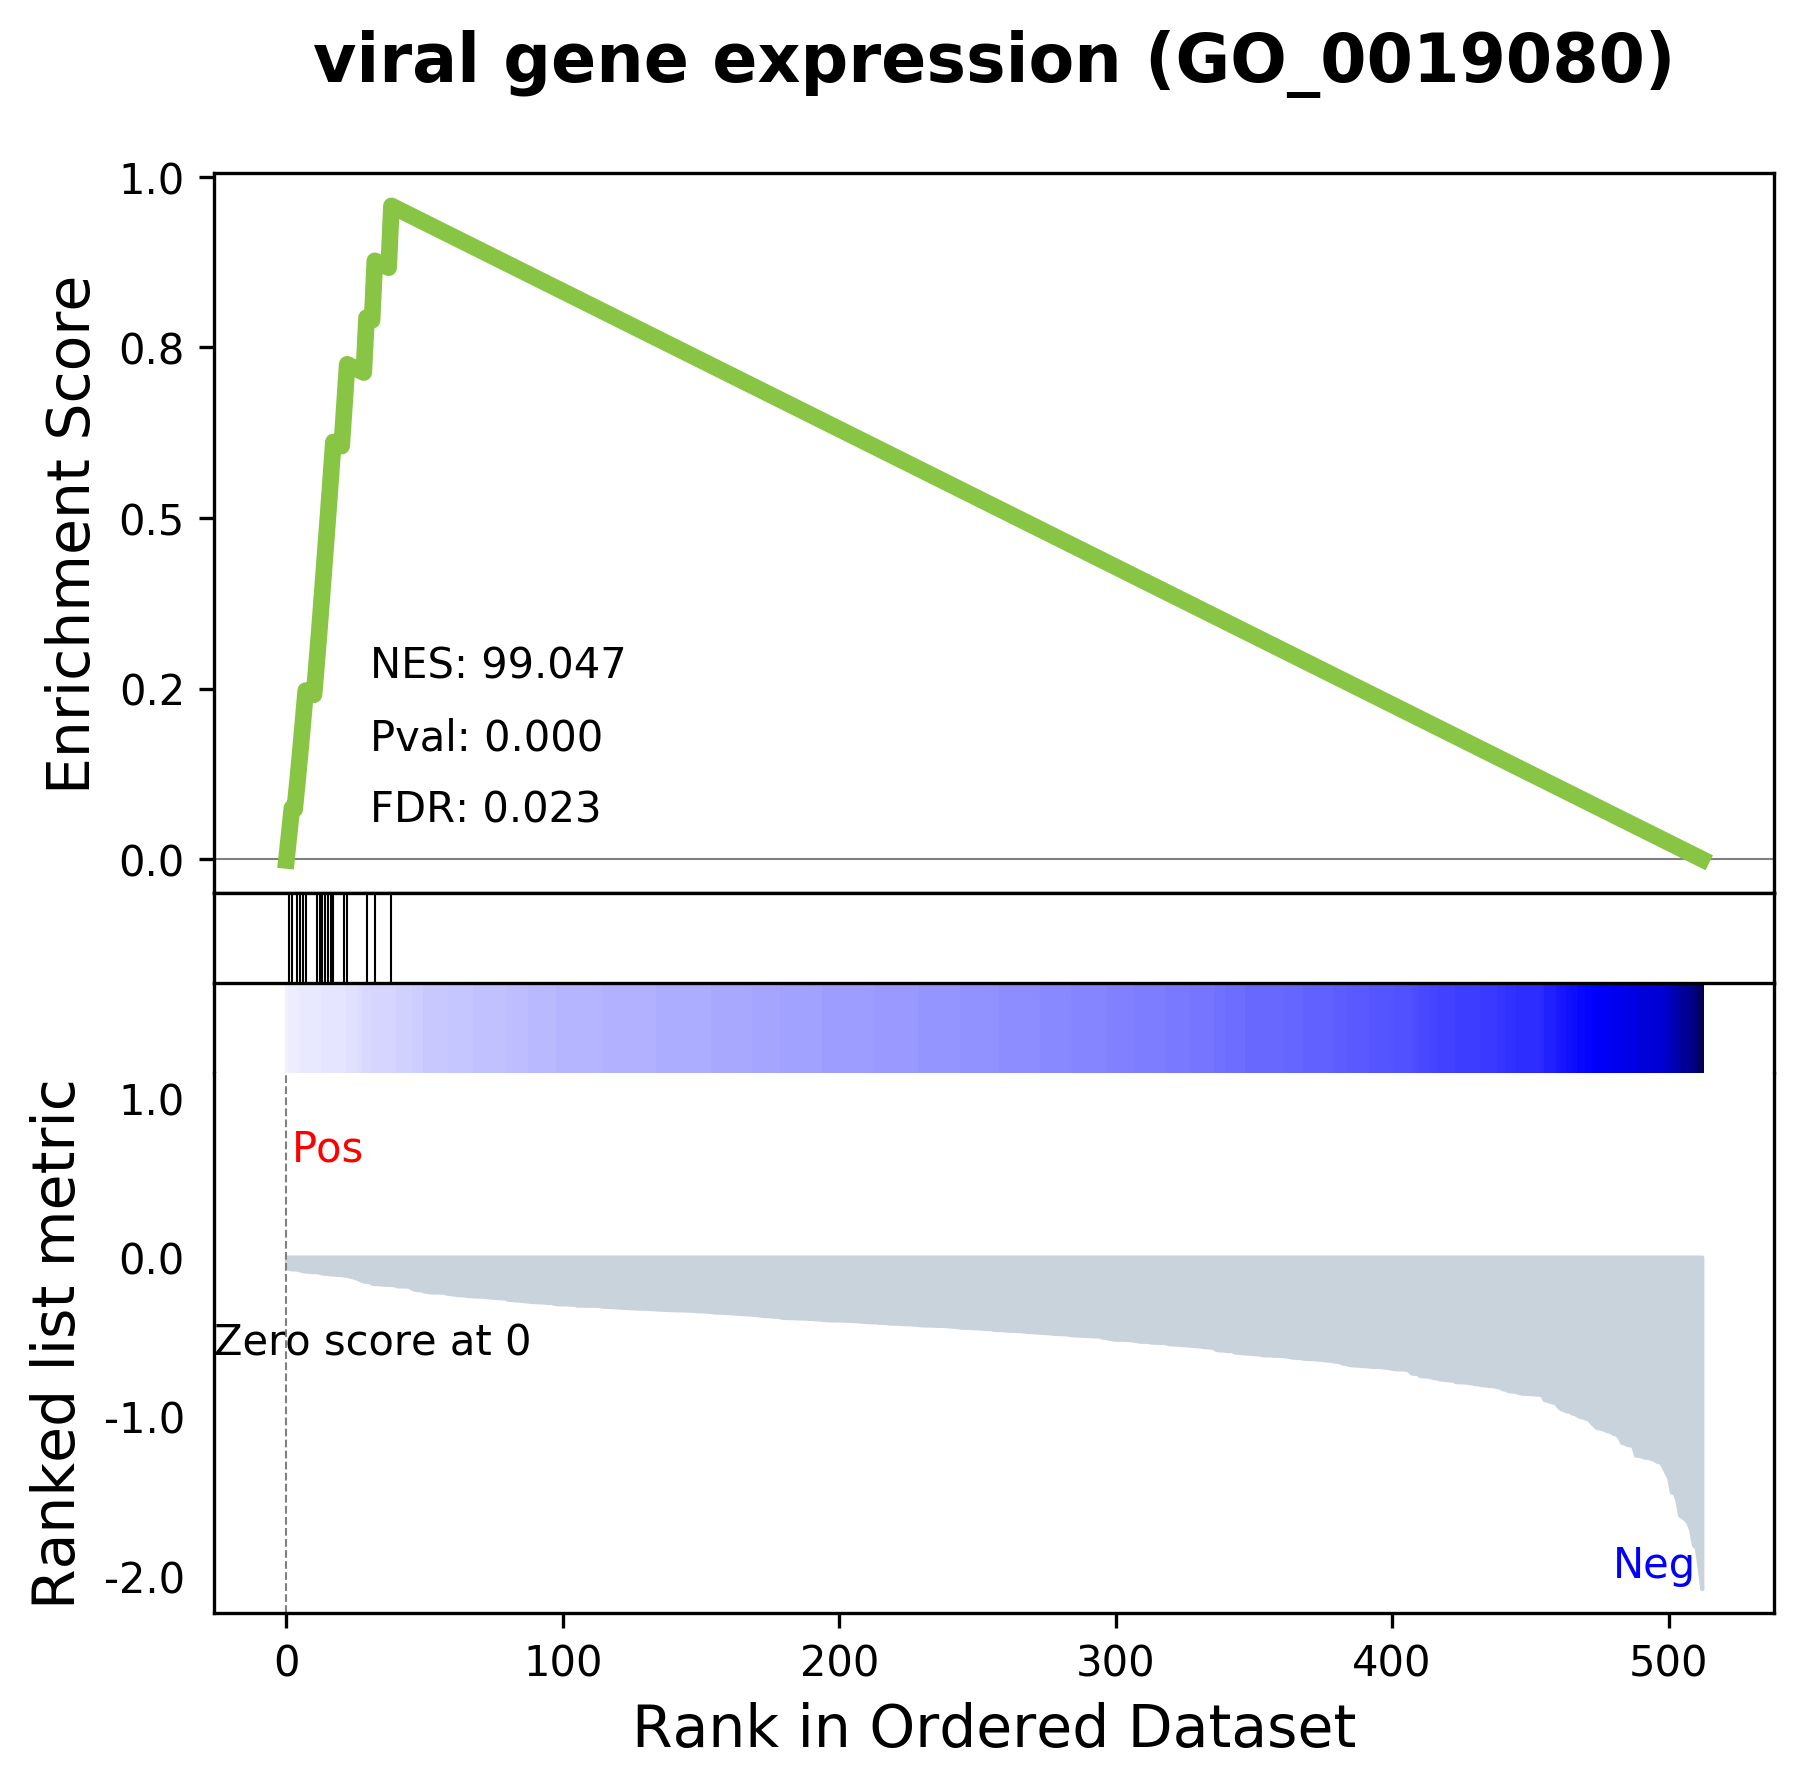 viral gene expression (GO_0019080)
Enrichment Score
1.0
0.8
0.5
0.2
0.0
NES: 99.047
Pval: 0.000
FDR: 0.023
Ranked list metric
1.0
0.0
-1.0
-2.0
Pos
Zero score at 0
Neg
0 100 200 300 400 500
Rank in Ordered Dataset